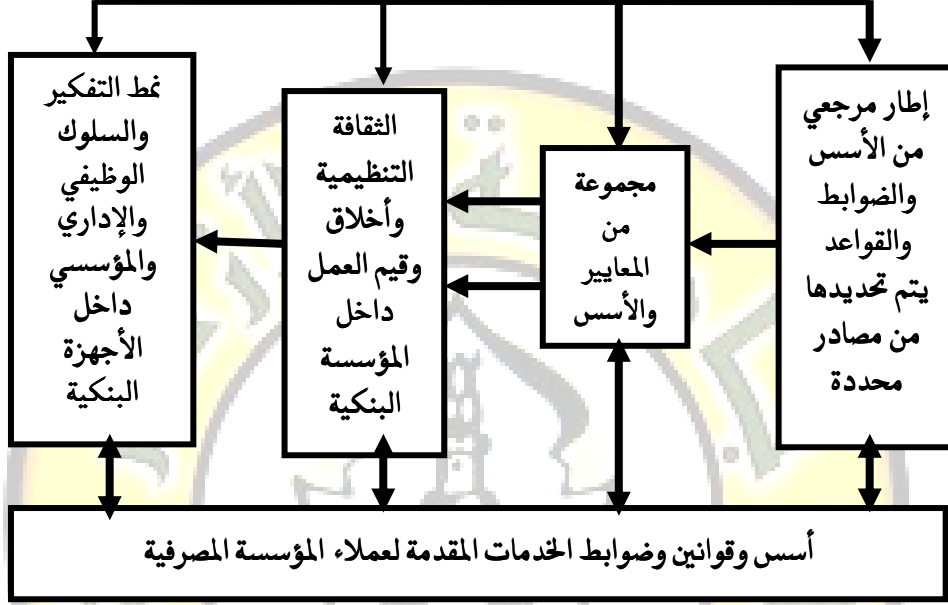 إطار مرجعي
من الأسس
والضوابط
والقواعد
يتم تحديدها
من مصادر
محددة
مجموعة
من
المعايير
والأسس
الثقافة
التنظيمية
وأخلاق
وقيم العمل
داخل
المؤسسة
البنكية
نمط التفكير
والسلوك
الوظيفي
والإداري
والمؤسسي
داخل
الأجهزة
البنكية
أسس وقوانين وضوابط الخدمات المقدمة لعملاء المؤسسة المصرفية